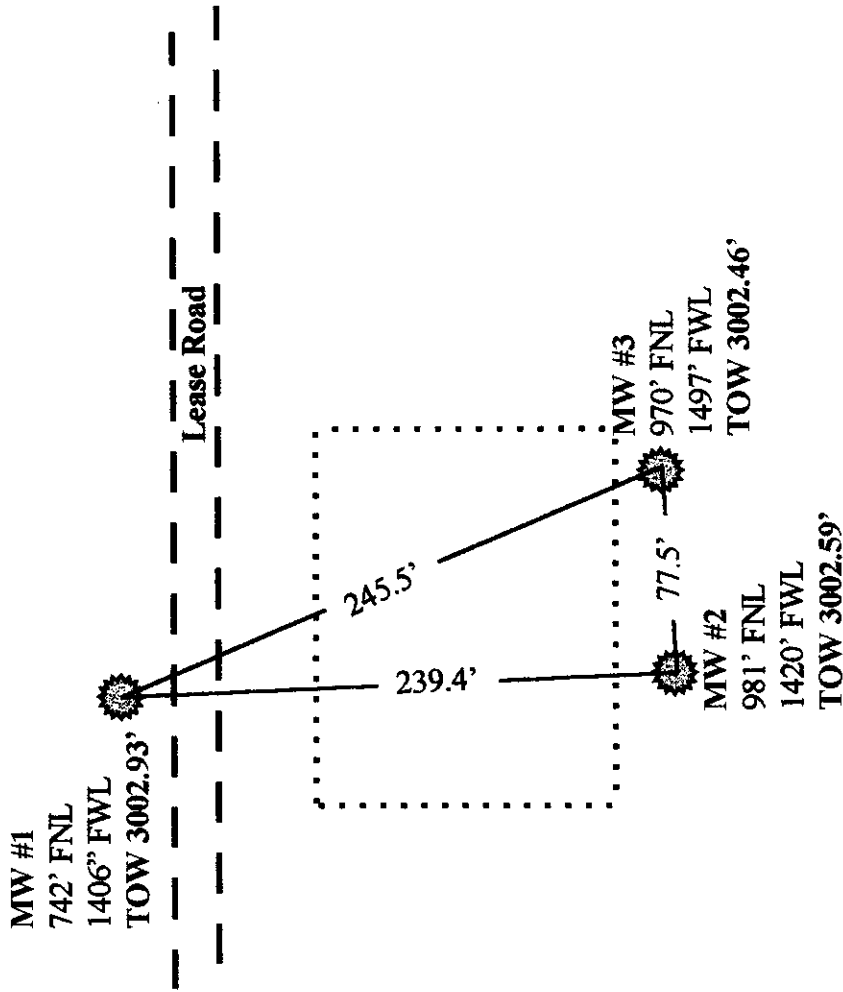 MW #1
742' FNL
1406" FWL
TOW 3002.93'
Lease Road
245.5'
239.4'
77.5'
MW #2
981' FNL
1420' FWL
TOW 3002.59'
MW #3
970' FNL
1497' FWL
TOW 3002.46'